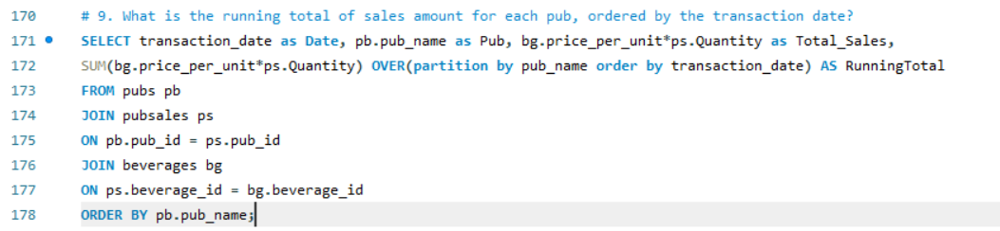 170 # 9. What is the running total of sales amount for each pub, ordered by the transaction date?
171 SELECT transaction_date as Date, pb.pub_name as Pub, bg.price_per_unit*ps.Quantity as Total_Sales,
172 SUM(bg.price_per_unit*ps.Quantity) OVER(partition by pub_name order by transaction_date) AS RunningTotal
173 FROM pubs pb
174 JOIN pubsales ps
175 ON pb.pub_id = ps.pub_id
176 JOIN beverages bg
177 ON ps.beverage_id = bg.beverage_id
178 ORDER BY pb.pub_name;